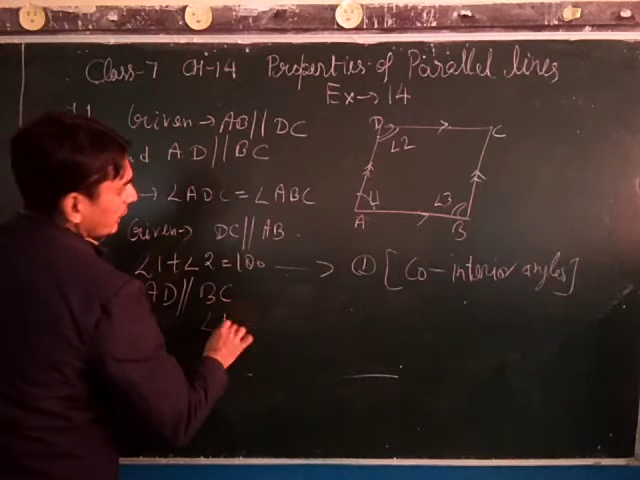 Class-7 CH-14 Properties of Parallel lines
Ex→14
Given → AB//DC
AD//BC
→ ∠ADC = ∠ABC
Given→ DC//AB.
∠1+∠2=180 → ① [Co-interior angles]
AD//BC
D
C
∠2
∠1
∠3
A
B